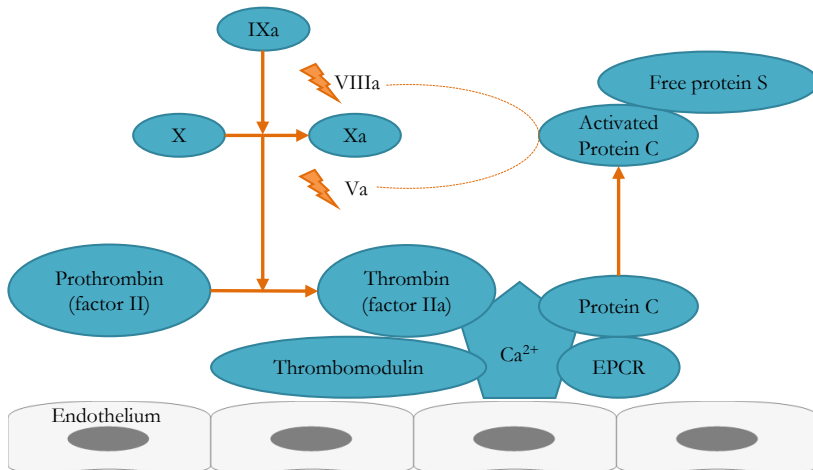 IXa
VIIIa
Free protein S
X
Xa
Activated
Protein C
Va
Prothrombin
(factor II)
Thrombin
(factor IIa)
Protein C
Ca²⁺
Thrombomodulin
EPCR
Endothelium